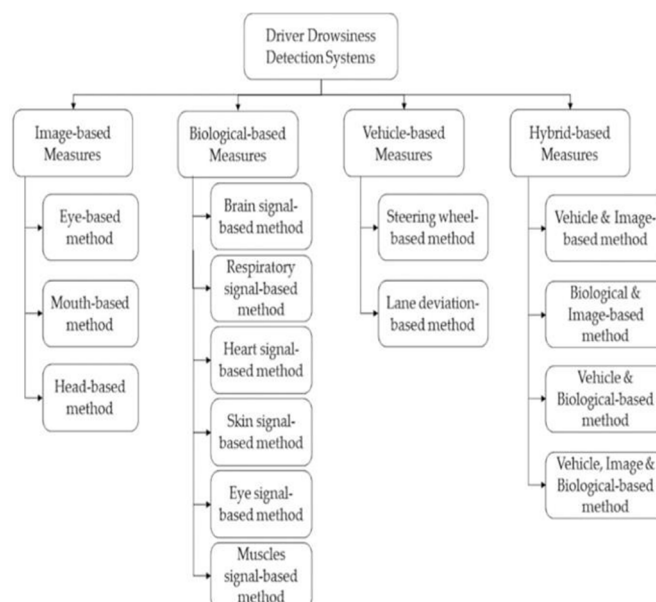 Driver Drowsiness
Detection Systems
Image-based
Measures
Eye-based
method
Mouth-based
method
Head-based
method
Biological-based
Measures
Brain signal-
based method
Respiratory
signal-based
method
Heart signal-
based method
Skin signal-
based method
Eye signal-
based method
Muscles
signal-based
method
Vehicle-based
Measures
Steering wheel
-based method
Lane deviation-
based method
Hybrid-based
Measures
Vehicle & Image-
based method
Biological &
Image-based
method
Vehicle &
Biological-based
method
Vehicle, Image &
Biological-based
method